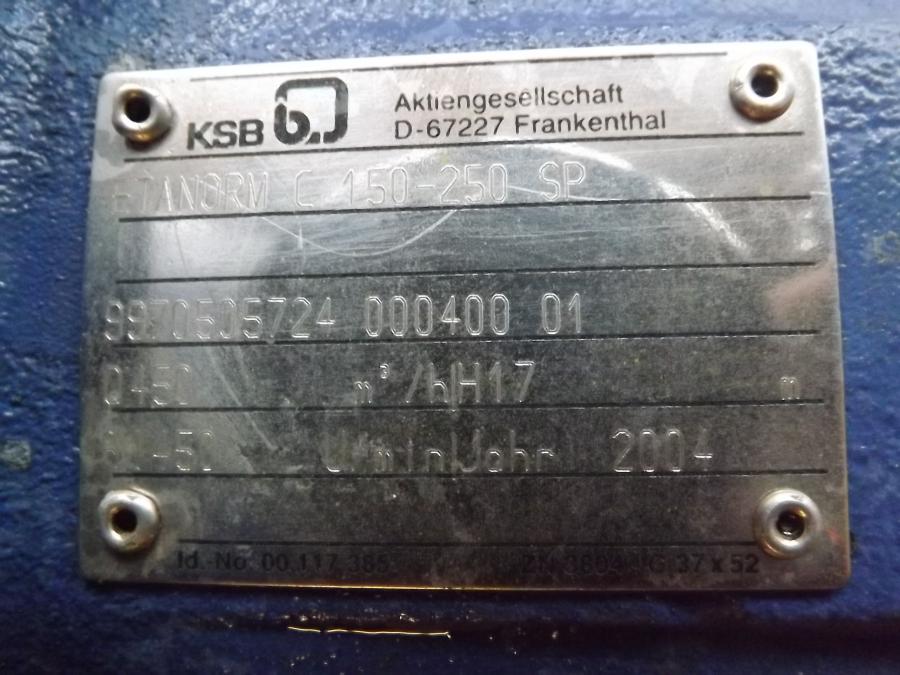 KSB Aktiengesellschaft
D-67227 Frankenthal
ETANORM C 150-250 SP
9970505724 000400 01
Q450 m³/h H17 m
U/min Jahr 2004
Id.-No. 00 117 385 ZN 3804 G 37 x 52